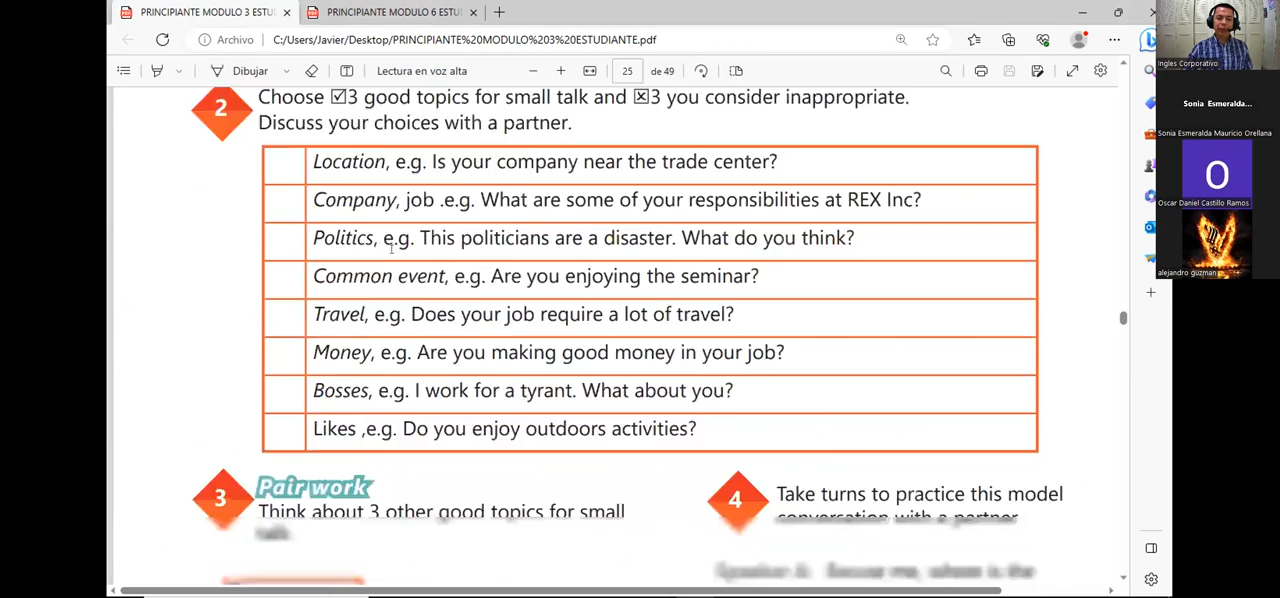 PRINCIPIANTE MODULO 3 ESTU
PRINCIPIANTE MODULO 6 ESTU
Archivo
C:/Users/Javier/Desktop/PRINCIPIANTE%20MODULO%203%20ESTUDIANTE.pdf
Dibujar
Lectura en voz alta
25 de 49
2
Choose ☑3 good topics for small talk and ☒3 you consider inappropriate.
Discuss your choices with a partner.
Location, e.g. Is your company near the trade center?
Company, job .e.g. What are some of your responsibilities at REX Inc?
Politics, e.g. This politicians are a disaster. What do you think?
Common event, e.g. Are you enjoying the seminar?
Travel, e.g. Does your job require a lot of travel?
Money, e.g. Are you making good money in your job?
Bosses, e.g. I work for a tyrant. What about you?
Likes ,e.g. Do you enjoy outdoors activities?
3
Pair work
Think about 3 other good topics for small
talk
4
Take turns to practice this model
conversation with a partner
Ingles Corporativo
Sonia Esmeralda...
Sonia Esmeralda Mauricio Orellana
O
Oscar Daniel Castillo Ramos
alejandro guzman